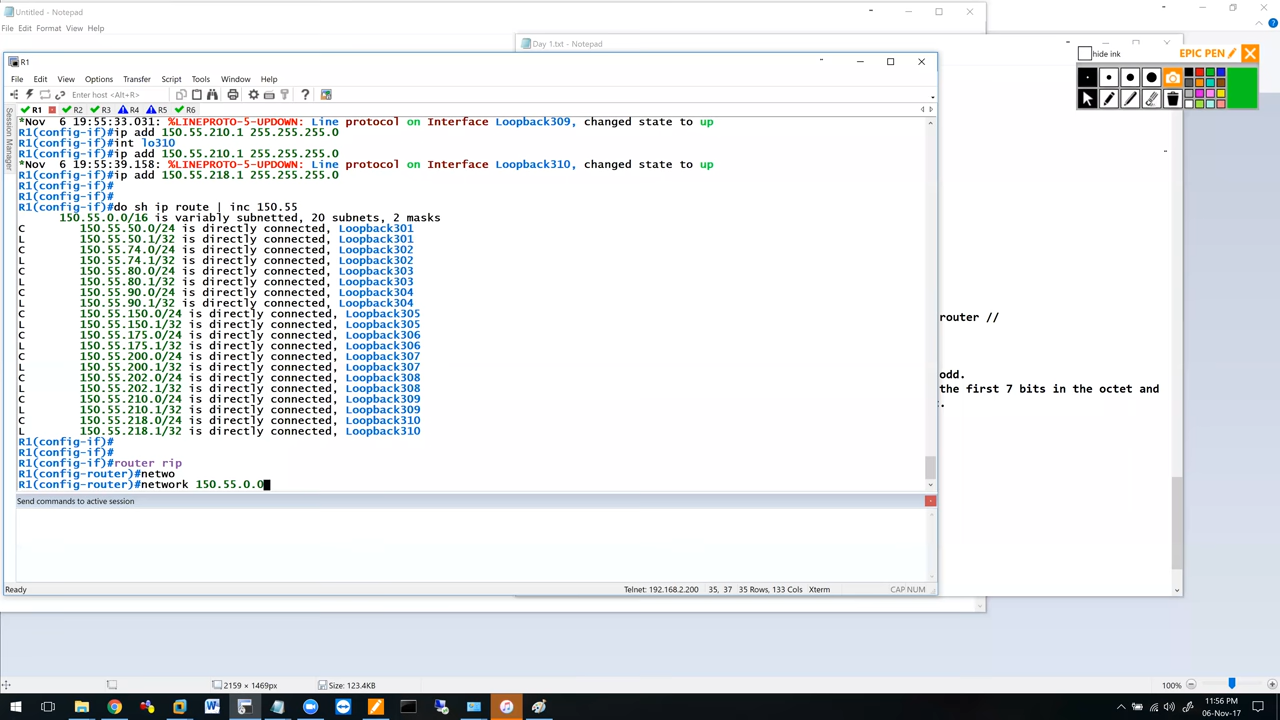 Untitled - Notepad
File Edit Format View Help
Day 1.txt - Notepad
hide ink
EPIC PEN
R1
File Edit View Options Transfer Script Tools Window Help
Enter host <Alt+R>
R1 R2 R3 R4 R5 R6
Session Manager
*Nov  6 19:55:33.031: %LINEPROTO-5-UPDOWN: Line protocol on Interface Loopback309, changed state to up
R1(config-if)#ip add 150.55.210.1 255.255.255.0
R1(config-if)#int lo310
R1(config-if)#ip add 150.55.210.1 255.255.255.0
*Nov  6 19:55:39.158: %LINEPROTO-5-UPDOWN: Line protocol on Interface Loopback310, changed state to up
R1(config-if)#ip add 150.55.218.1 255.255.255.0
R1(config-if)#
R1(config-if)#
R1(config-if)#do sh ip route | inc 150.55
150.55.0.0/16 is variably subnetted, 20 subnets, 2 masks
C 150.55.50.0/24 is directly connected, Loopback301
L 150.55.50.1/32 is directly connected, Loopback301
C 150.55.74.0/24 is directly connected, Loopback302
L 150.55.74.1/32 is directly connected, Loopback302
C 150.55.80.0/24 is directly connected, Loopback303
L 150.55.80.1/32 is directly connected, Loopback303
C 150.55.90.0/24 is directly connected, Loopback304
L 150.55.90.1/32 is directly connected, Loopback304
C 150.55.150.0/24 is directly connected, Loopback305
L 150.55.150.1/32 is directly connected, Loopback305
C 150.55.175.0/24 is directly connected, Loopback306
L 150.55.175.1/32 is directly connected, Loopback306
C 150.55.200.0/24 is directly connected, Loopback307
L 150.55.200.1/32 is directly connected, Loopback307
C 150.55.202.0/24 is directly connected, Loopback308
L 150.55.202.1/32 is directly connected, Loopback308
C 150.55.210.0/24 is directly connected, Loopback309
L 150.55.210.1/32 is directly connected, Loopback309
C 150.55.218.0/24 is directly connected, Loopback310
L 150.55.218.1/32 is directly connected, Loopback310
R1(config-if)#
R1(config-if)#
R1(config-if)#router rip
R1(config-router)#netwo
R1(config-router)#network 150.55.0.0
router //
odd.
the first 7 bits in the octet and
Send commands to active session
Ready
Telnet: 192.168.2.200 35, 37 35 Rows, 133 Cols Xterm CAP NUM
2159 × 1469px
Size: 123.4KB
100%
11:56 PM
06-Nov-17